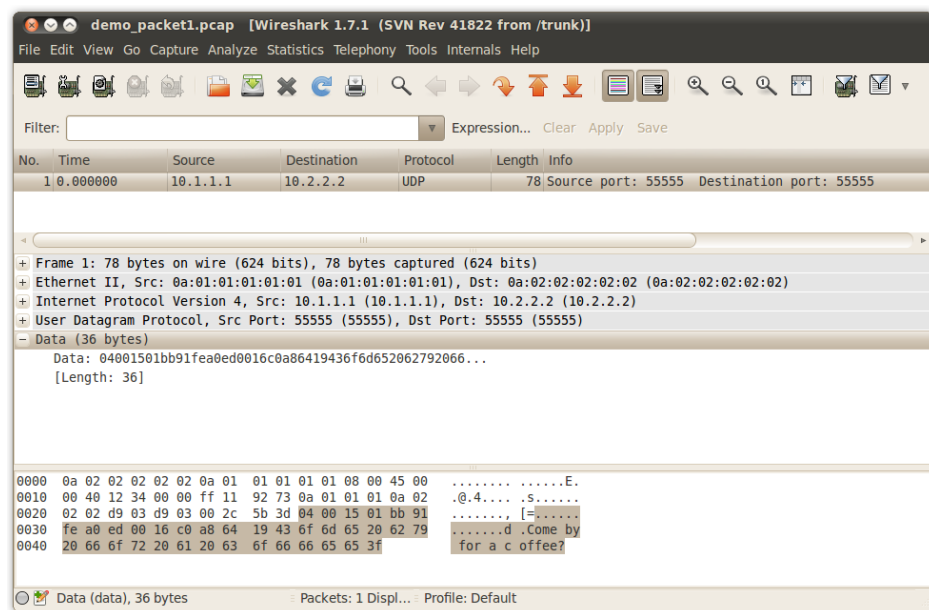 demo_packet1.pcap [Wireshark 1.7.1 (SVN Rev 41822 from /trunk)]
File Edit View Go Capture Analyze Statistics Telephony Tools Internals Help
Filter: Expression... Clear Apply Save
No. Time Source Destination Protocol Length Info
1 0.000000 10.1.1.1 10.2.2.2 UDP 78 Source port: 55555 Destination port: 55555
+ Frame 1: 78 bytes on wire (624 bits), 78 bytes captured (624 bits)
+ Ethernet II, Src: 0a:01:01:01:01:01 (0a:01:01:01:01:01), Dst: 0a:02:02:02:02:02 (0a:02:02:02:02:02)
+ Internet Protocol Version 4, Src: 10.1.1.1 (10.1.1.1), Dst: 10.2.2.2 (10.2.2.2)
+ User Datagram Protocol, Src Port: 55555 (55555), Dst Port: 55555 (55555)
− Data (36 bytes)
Data: 04001501bb91fea0ed0016c0a86419436f6d652062792066...
[Length: 36]
0000 0a 02 02 02 02 02 0a 01 01 01 01 01 08 00 45 00 ........ ......E.
0010 00 40 12 34 00 00 ff 11 92 73 0a 01 01 01 0a 02 .@.4.... .s......
0020 02 02 d9 03 d9 03 00 2c 5b 3d 04 00 15 01 bb 91 ......., [=......
0030 fe a0 ed 00 16 c0 a8 64 19 43 6f 6d 65 20 62 79 .......d .Come by
0040 20 66 6f 72 20 61 20 63 6f 66 66 65 65 3f for a c offee?
Data (data), 36 bytes Packets: 1 Displ... Profile: Default